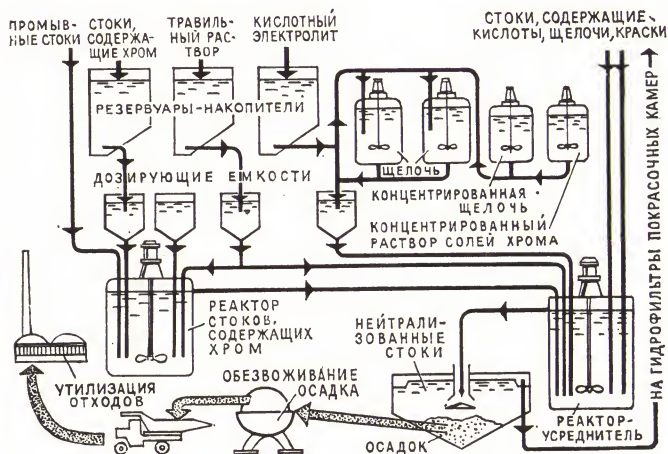 ПРОМЫВ-
НЫЕ СТОКИ
СТОКИ,
СОДЕРЖА-
ЩИЕ ХРОМ
ТРАВИЛЬ-
НЫЙ РАС-
ТВОР
КИСЛОТНЫЙ
ЭЛЕКТРОЛИТ
СТОКИ, СОДЕРЖАЩИЕ
КИСЛОТЫ, ЩЕЛОЧИ, КРАСКИ
РЕЗЕРВУАРЫ-НАКОПИТЕЛИ
ДОЗИРУЮЩИЕ ЕМКОСТИ
ЩЕЛОЧЬ
КОНЦЕНТРИРОВАННАЯ
ЩЕЛОЧЬ
КОНЦЕНТРИРОВАННЫЙ
РАСТВОР СОЛЕЙ ХРОМА
НА ГИДРОФИЛЬТРЫ ПОКРАСОЧНЫХ КАМЕР
РЕАКТОР
СТОКОВ,
СОДЕРЖАЩИХ
ХРОМ
НЕЙТРАЛИ-
ЗОВАННЫЕ
СТОКИ
УТИЛИЗАЦИЯ
ОТХОДОВ
ОБЕЗВОЖИВАНИЕ
ОСАДКА
ОСАДОК
РЕАКТОР-
УСРЕДНИТЕЛЬ